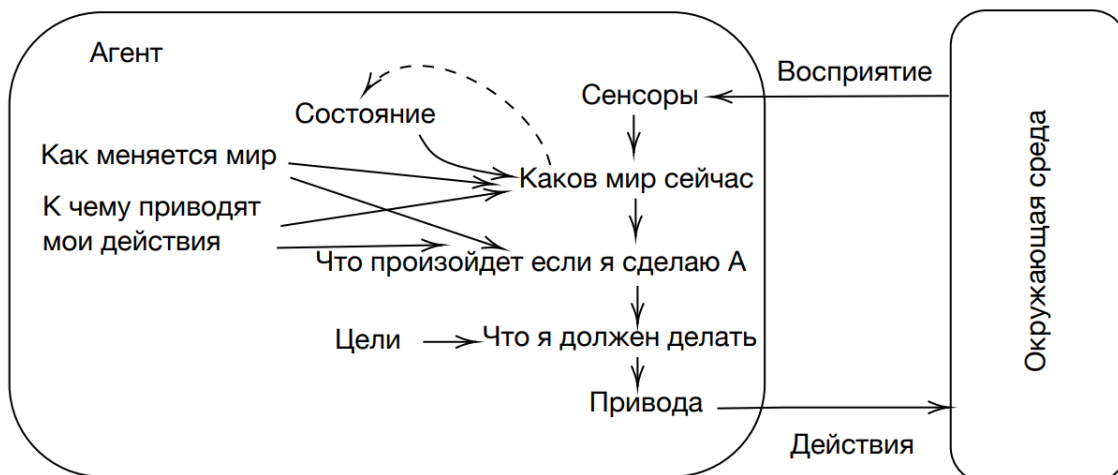 Агент
Восприятие
Сенсоры
Состояние
Как меняется мир
Каков мир сейчас
К чему приводят
мои действия
Что произойдет если я сделаю А
Цели
Что я должен делать
Привода
Действия
Окружающая среда